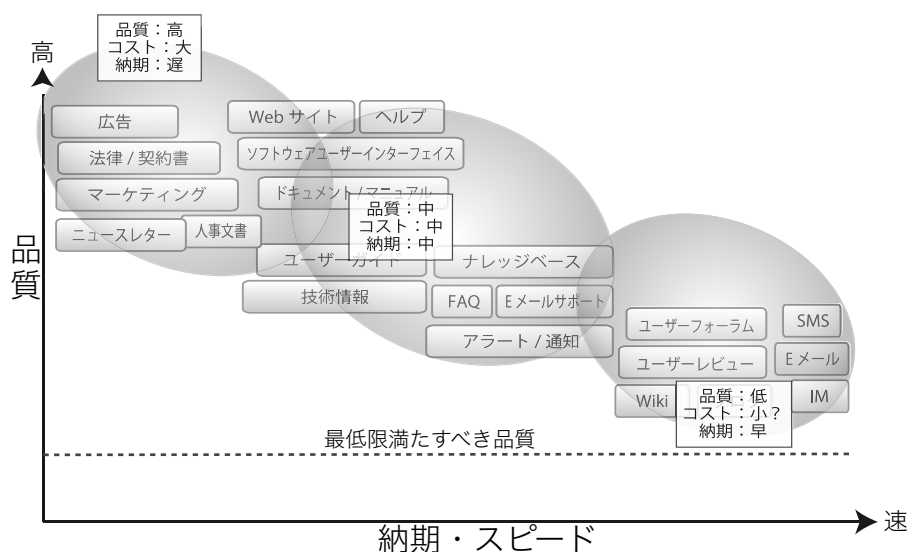 品質：高
コスト：大
納期：遅
高
広告
Web サイト
ヘルプ
法律 / 契約書
ソフトウェアユーザーインターフェイス
マーケティング
ドキュメント / マニュアル
品質：中
コスト：中
納期：中
ニュースレター
人事文書
ユーザーガイド
ナレッジベース
技術情報
FAQ
E メールサポート
アラート / 通知
ユーザーフォーラム
SMS
ユーザーレビュー
E メール
Wiki
IM
品質：低
コスト：小？
納期：早
品質
最低限満たすべき品質
納期・スピード
速